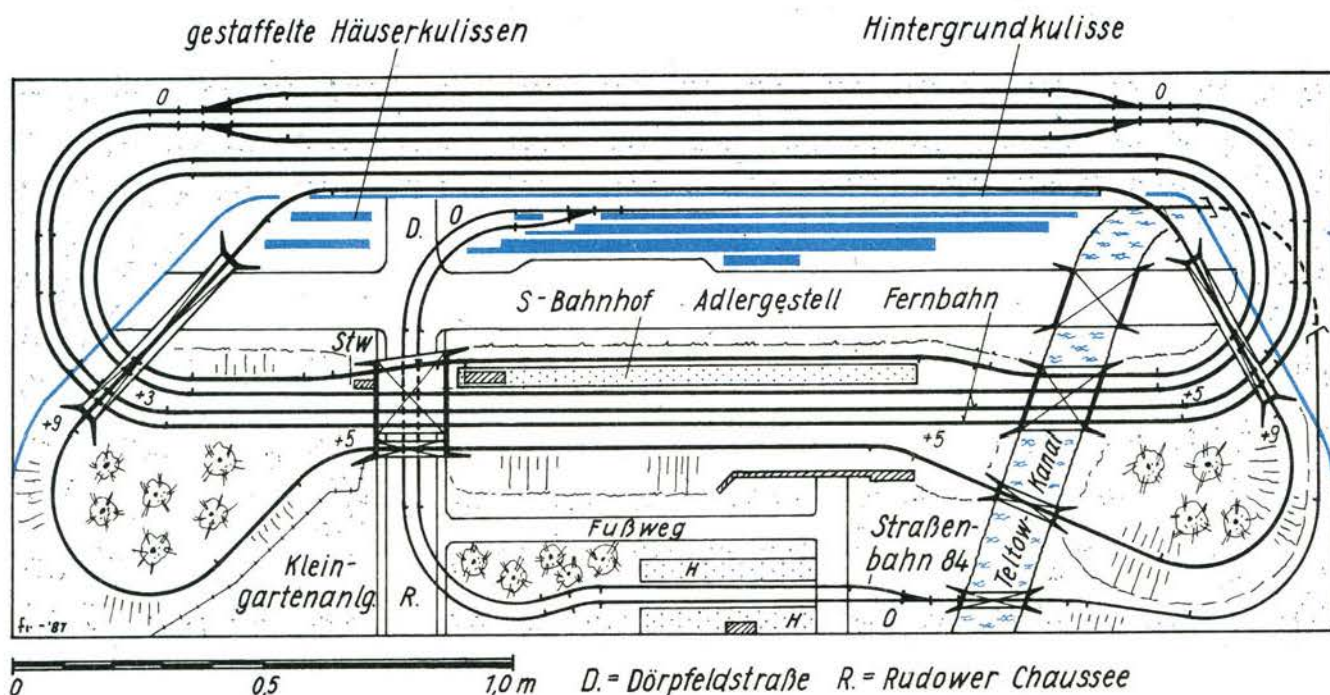 gestaffelte Häuserkulissen
Hintergrundkulisse
0
0
D.
0
S-Bahnhof Adlergestell Fernbahn
Stw
+3
+9
+5
+5
+5
+9
Kanal
Teltow-
Fußweg
Straßen-
bahn 84
Klein-
gartenanlg.
R.
H
H
0
fr.-'87
0 0,5 1,0 m
D. = Dörpfeldstraße R. = Rudower Chaussee